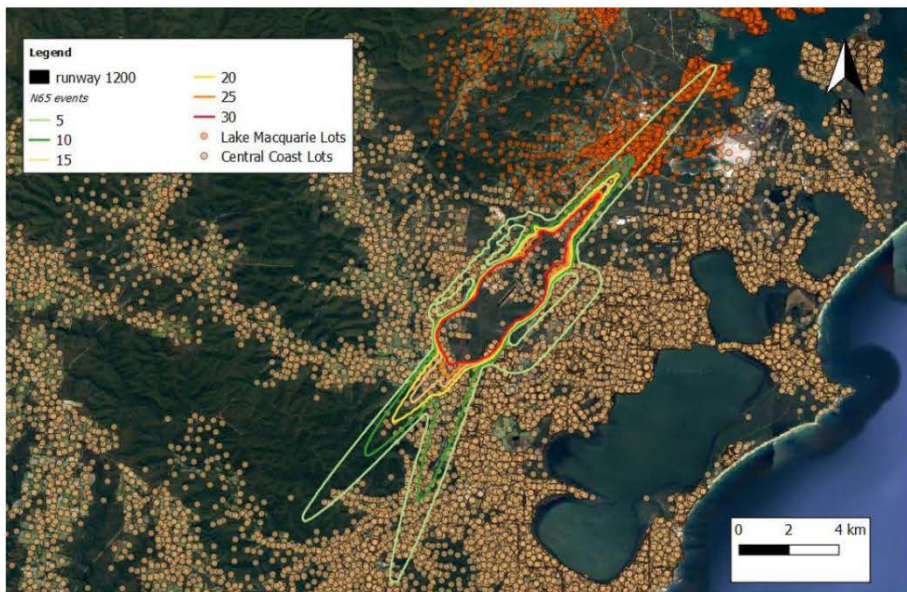 Legend
runway 1200
N65 events
5
10
15
20
25
30
Lake Macquarie Lots
Central Coast Lots
N
0 2 4 km